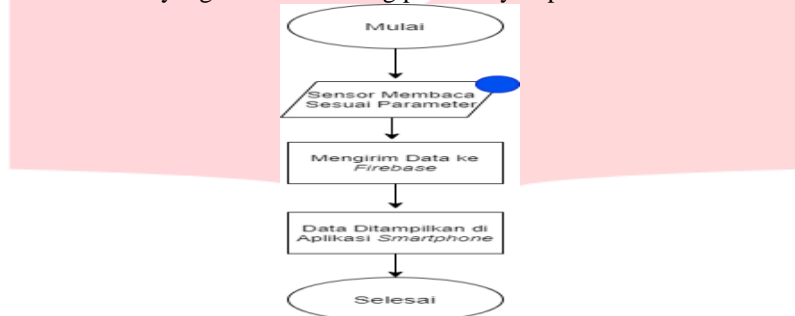 Mulai
Sensor Membaca
Sesuai Parameter
Mengirim Data ke
Firebase
Data Ditampilkan di
Aplikasi Smartphone
Selesai